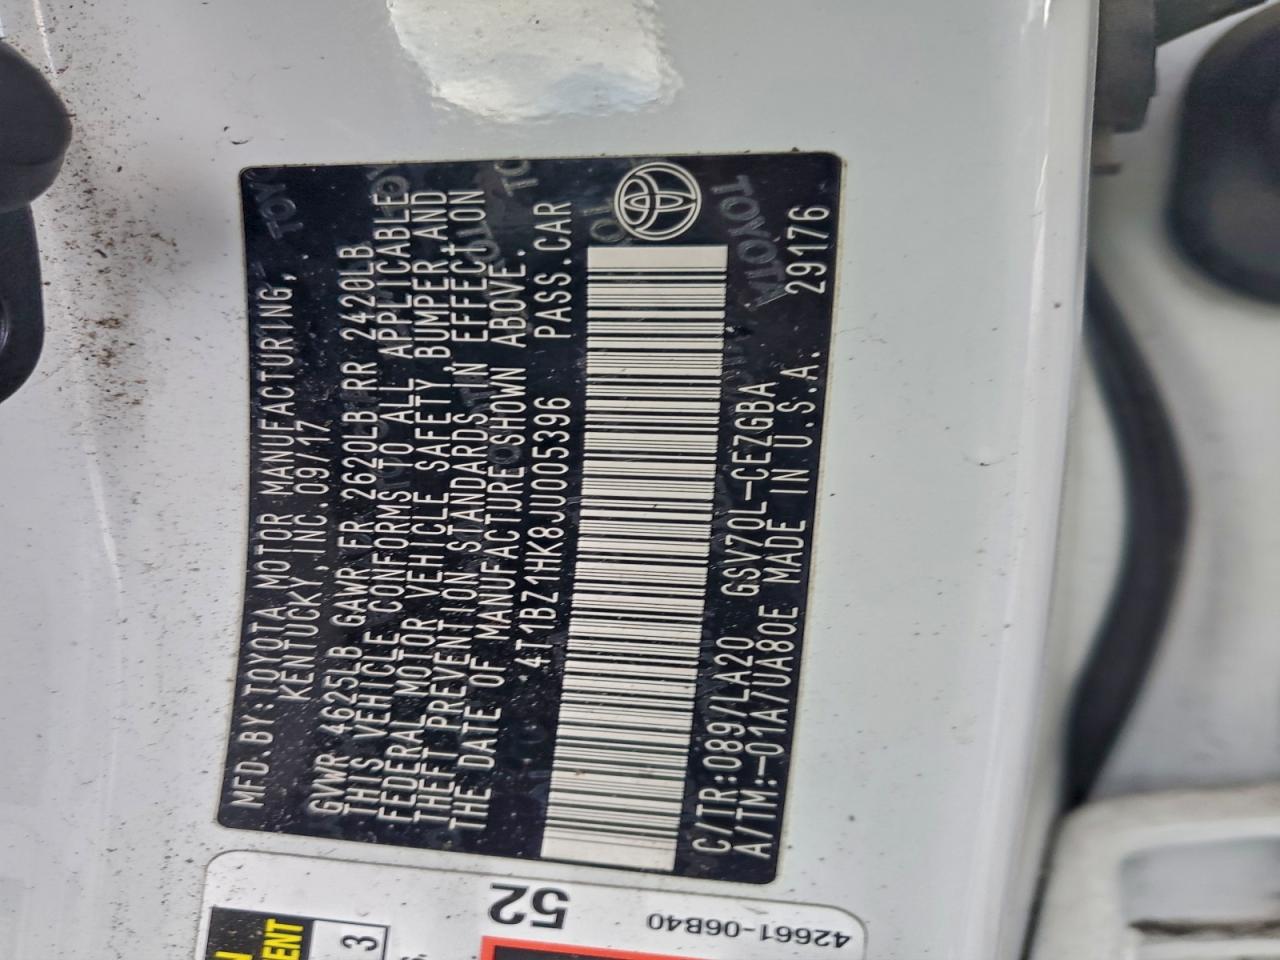 MFD.BY:TOYOTA MOTOR MANUFACTURING,
KENTUCKY,INC.09/17
GVWR 4625LB GAWR FR 2620LB RR 2420LB
THIS VEHICLE CONFORMS TO ALL APPLICABLE
FEDERAL MOTOR VEHICLE SAFETY,BUMPER,AND
THEFT PREVENTION STANDARDS IN EFFECT ON
THE DATE OF MANUFACTURE SHOWN ABOVE.
4T1BZ1HK8JU005396 PASS.CAR
C/TR:089/LA20 GSV70L-CEZGBA
A/TM:-01A/UA80E MADE IN U.S.A. 29176
TOYOTA
52
42661-06B40
3